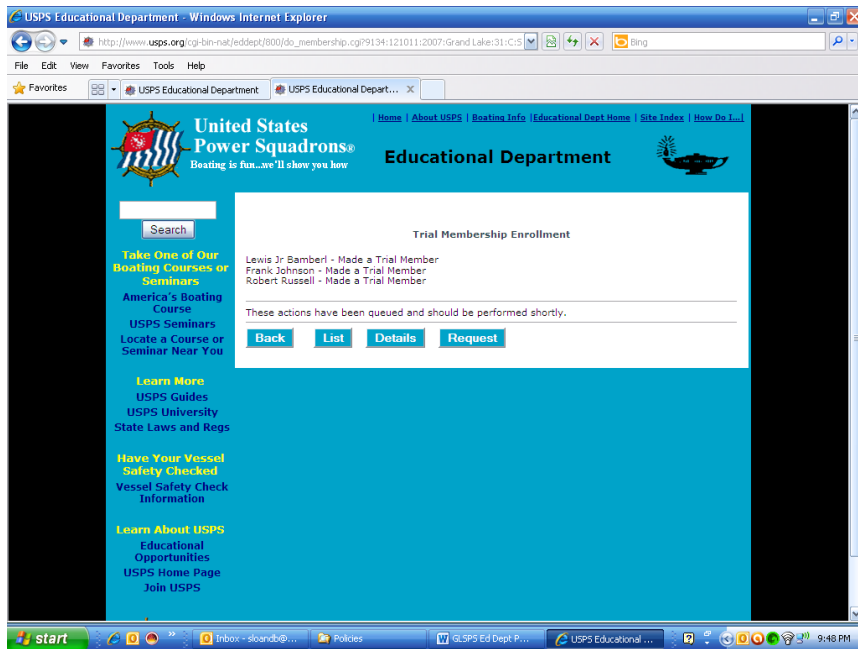 USPS Educational Department - Windows Internet Explorer
http://www.usps.org/cgi-bin-nat/eddept/800/do_membership.cgi?9134:121011:2007:Grand Lake:31:C:S
Bing
File Edit View Favorites Tools Help
Favorites
USPS Educational Department
USPS Educational Depart... X
| Home | About USPS | Boating Info |Educational Dept Home | Site Index | How Do I...|
United States
Power Squadrons®
Boating is fun...we'll show you how
Educational Department
Search
Take One of Our
Boating Courses or
Seminars
America's Boating
Course
USPS Seminars
Locate a Course or
Seminar Near You
Learn More
USPS Guides
USPS University
State Laws and Regs
Have Your Vessel
Safety Checked
Vessel Safety Check
Information
Learn About USPS
Educational
Opportunities
USPS Home Page
Join USPS
Trial Membership Enrollment
Lewis Jr Bamberl - Made a Trial Member
Frank Johnson - Made a Trial Member
Robert Russell - Made a Trial Member
These actions have been queued and should be performed shortly.
Back List Details Request
start
Inbox - sloandb@...
Policies
GLSPS Ed Dept P...
USPS Educational ...
9:48 PM